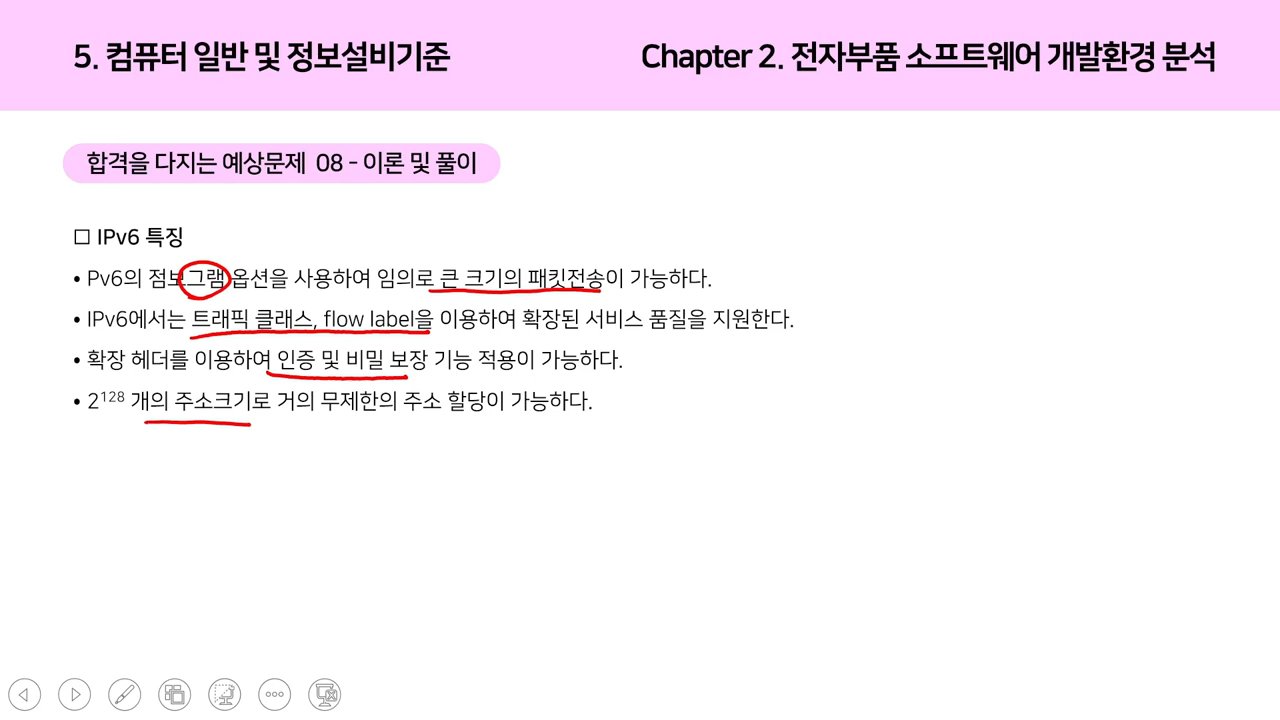 5. 컴퓨터 일반 및 정보설비기준
Chapter 2. 전자부품 소프트웨어 개발환경 분석
합격을 다지는 예상문제 08 - 이론 및 풀이
□ IPv6 특징
• Pv6의 점보그램 옵션을 사용하여 임의로 큰 크기의 패킷전송이 가능하다.
• IPv6에서는 트래픽 클래스, flow label을 이용하여 확장된 서비스 품질을 지원한다.
• 확장 헤더를 이용하여 인증 및 비밀 보장 기능 적용이 가능하다.
• 2¹²⁸ 개의 주소크기로 거의 무제한의 주소 할당이 가능하다.